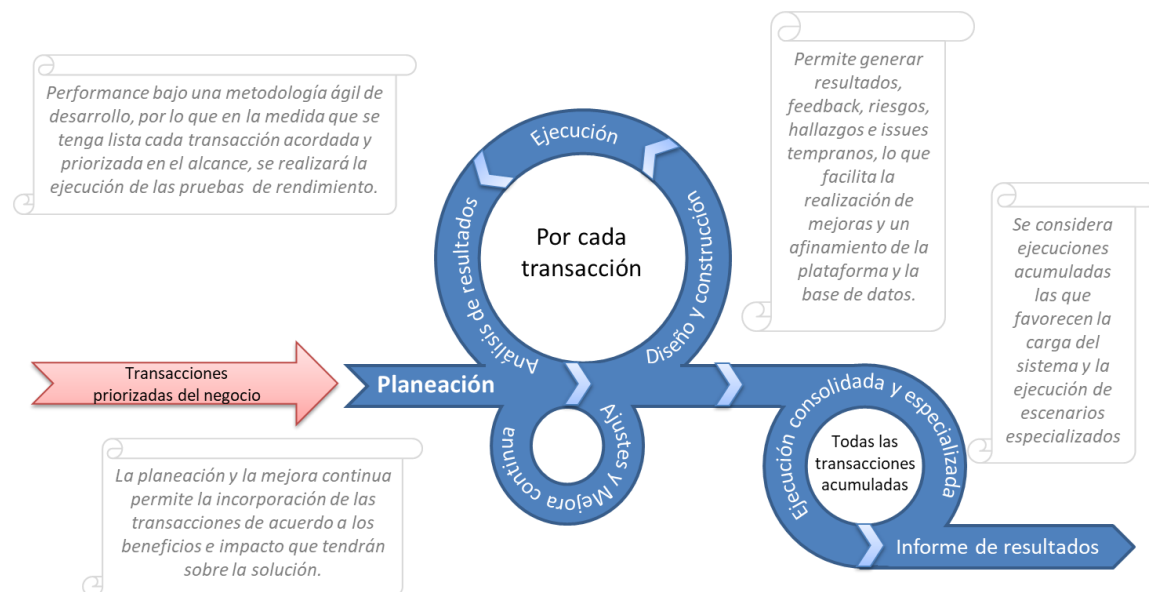 Performance bajo una metodología ágil de
desarrollo, por lo que en la medida que se
tenga lista cada transacción acordada y
priorizada en el alcance, se realizará la
ejecución de las pruebas de rendimiento.
Permite generar
resultados,
feedback, riesgos,
hallazgos e issues
tempranos, lo que
facilita la
realización de
mejoras y un
afinamiento de la
plataforma y la
base de datos.
Se considera
ejecuciones
acumuladas
las que
favorecen la
carga del
sistema y la
ejecución de
escenarios
especializados
Ejecución
Análisis de resultados
Diseño y construcción
Por cada
transacción
Transacciones
priorizadas del negocio
Planeación
Ajustes y Mejora continua
Ejecución consolidada y especializada
Todas las
transacciones
acumuladas
Informe de resultados
La planeación y la mejora continua
permite la incorporación de las
transacciones de acuerdo a los
beneficios e impacto que tendrán
sobre la solución.